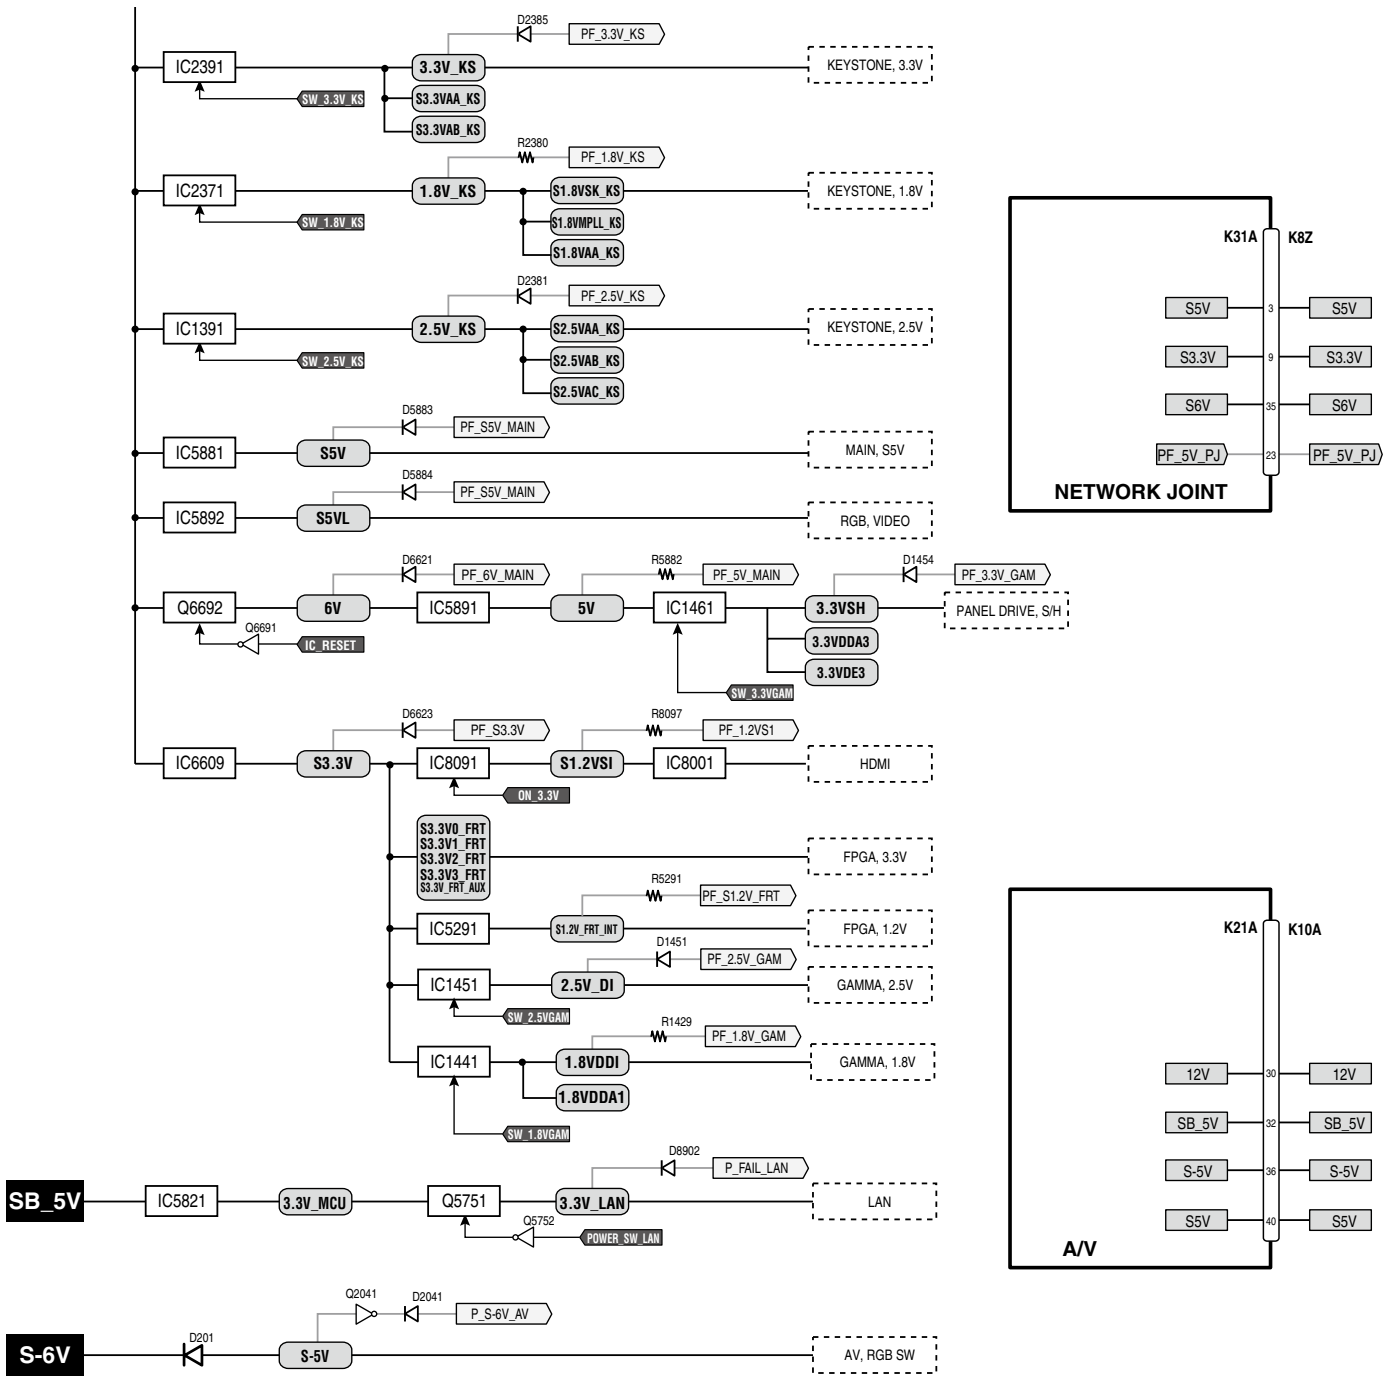 D2385
PF_3.3V_KS
IC2391
3.3V_KS
KEYSTONE, 3.3V
SW_3.3V_KS
S3.3VAA_KS
S3.3VAB_KS
R2380
PF_1.8V_KS
IC2371
1.8V_KS
S1.8VSK_KS
KEYSTONE, 1.8V
SW_1.8V_KS
S1.8VMPLL_KS
S1.8VAA_KS
D2381
PF_2.5V_KS
IC1391
2.5V_KS
S2.5VAA_KS
KEYSTONE, 2.5V
SW_2.5V_KS
S2.5VAB_KS
S2.5VAC_KS
D5883
PF_S5V_MAIN
IC5881
S5V
MAIN, S5V
D5884
PF_S5V_MAIN
IC5892
S5VL
RGB, VIDEO
D6621
PF_6V_MAIN
R5882
PF_5V_MAIN
D1454
PF_3.3V_GAM
Q6692
6V
IC5891
5V
IC1461
3.3VSH
PANEL DRIVE, S/H
Q6691
IC_RESET
3.3VDDA3
3.3VDE3
SW_3.3VGAM
D6623
PF_S3.3V
R8097
PF_1.2VS1
IC6609
S3.3V
IC8091
S1.2VSI
IC8001
HDMI
ON_3.3V
S3.3V0_FRT
S3.3V1_FRT
S3.3V2_FRT
S3.3V3_FRT
S3.3V_FRT_AUX
FPGA, 3.3V
R5291
PF_S1.2V_FRT
IC5291
S1.2V_FRT_INT
FPGA, 1.2V
D1451
PF_2.5V_GAM
IC1451
2.5V_DI
GAMMA, 2.5V
SW_2.5VGAM
R1429
PF_1.8V_GAM
IC1441
1.8VDDI
GAMMA, 1.8V
1.8VDDA1
SW_1.8VGAM
D8902
P_FAIL_LAN
SB_5V
IC5821
3.3V_MCU
Q5751
3.3V_LAN
LAN
Q5752
POWER_SW_LAN
Q2041
D2041
P_S-6V_AV
S-6V
D201
S-5V
AV, RGB SW
K31A
K8Z
S5V
3
S5V
S3.3V
9
S3.3V
S6V
35
S6V
PF_5V_PJ
23
PF_5V_PJ
NETWORK JOINT
K21A
K10A
12V
30
12V
SB_5V
32
SB_5V
S-5V
36
S-5V
S5V
40
S5V
A/V